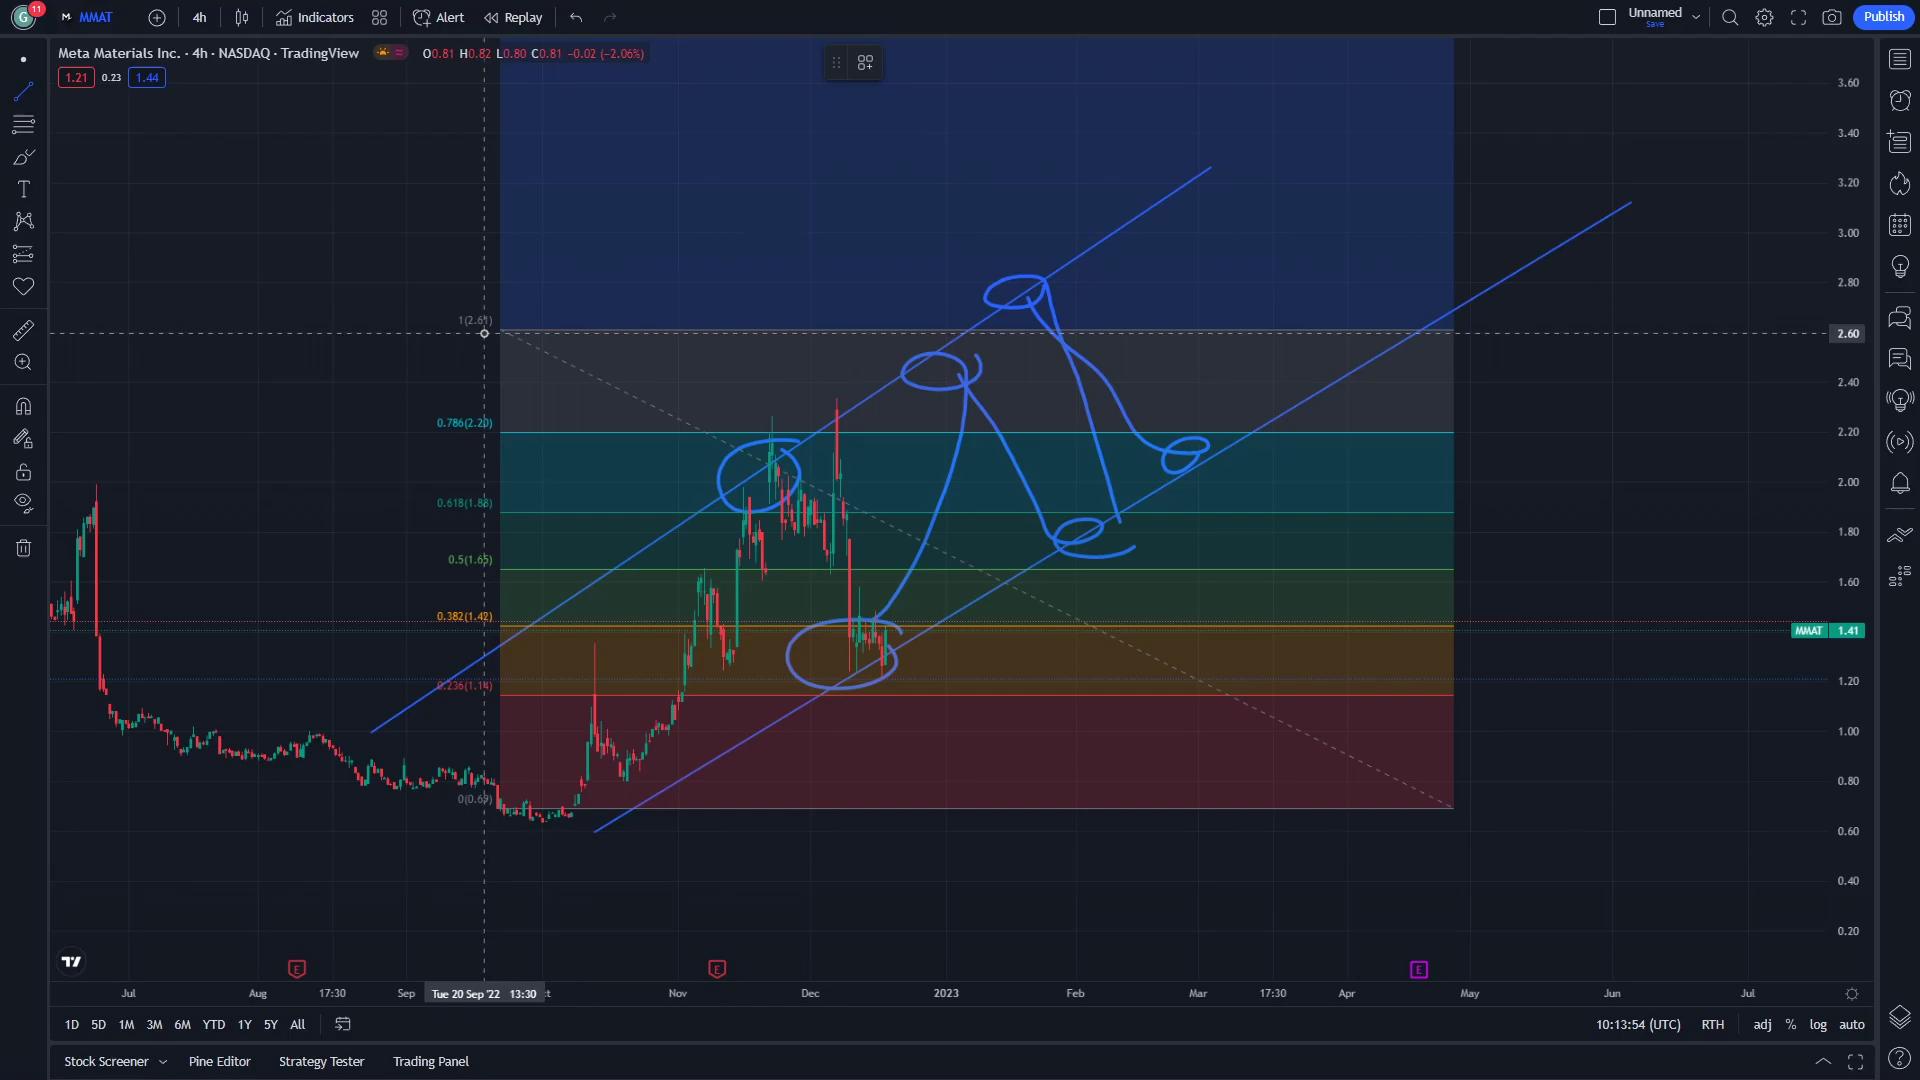 G 11 M MMAT 4h Indicators Alert Replay Unnamed Save Publish
Meta Materials Inc. · 4h · NASDAQ · TradingView O0.81 H0.82 L0.80 C0.81 −0.02 (−2.06%)
1.21 0.23 1.44
3.60
3.40
3.20
3.00
2.80
1(2.61)
2.60
2.40
0.786(2.20) 2.20
0.618(1.88) 2.00
1.80
0.5(1.65) 1.60
0.382(1.42)
MMAT 1.41
0.236(1.14) 1.20
1.00
0.80
0(0.69)
0.60
0.40
0.20
E E E
Jul Aug 17:30 Sep Tue 20 Sep '22 13:30 Nov Dec 2023 Feb Mar 17:30 Apr May Jun Jul
1D 5D 1M 3M 6M YTD 1Y 5Y All 10:13:54 (UTC) RTH adj % log auto
Stock Screener Pine Editor Strategy Tester Trading Panel